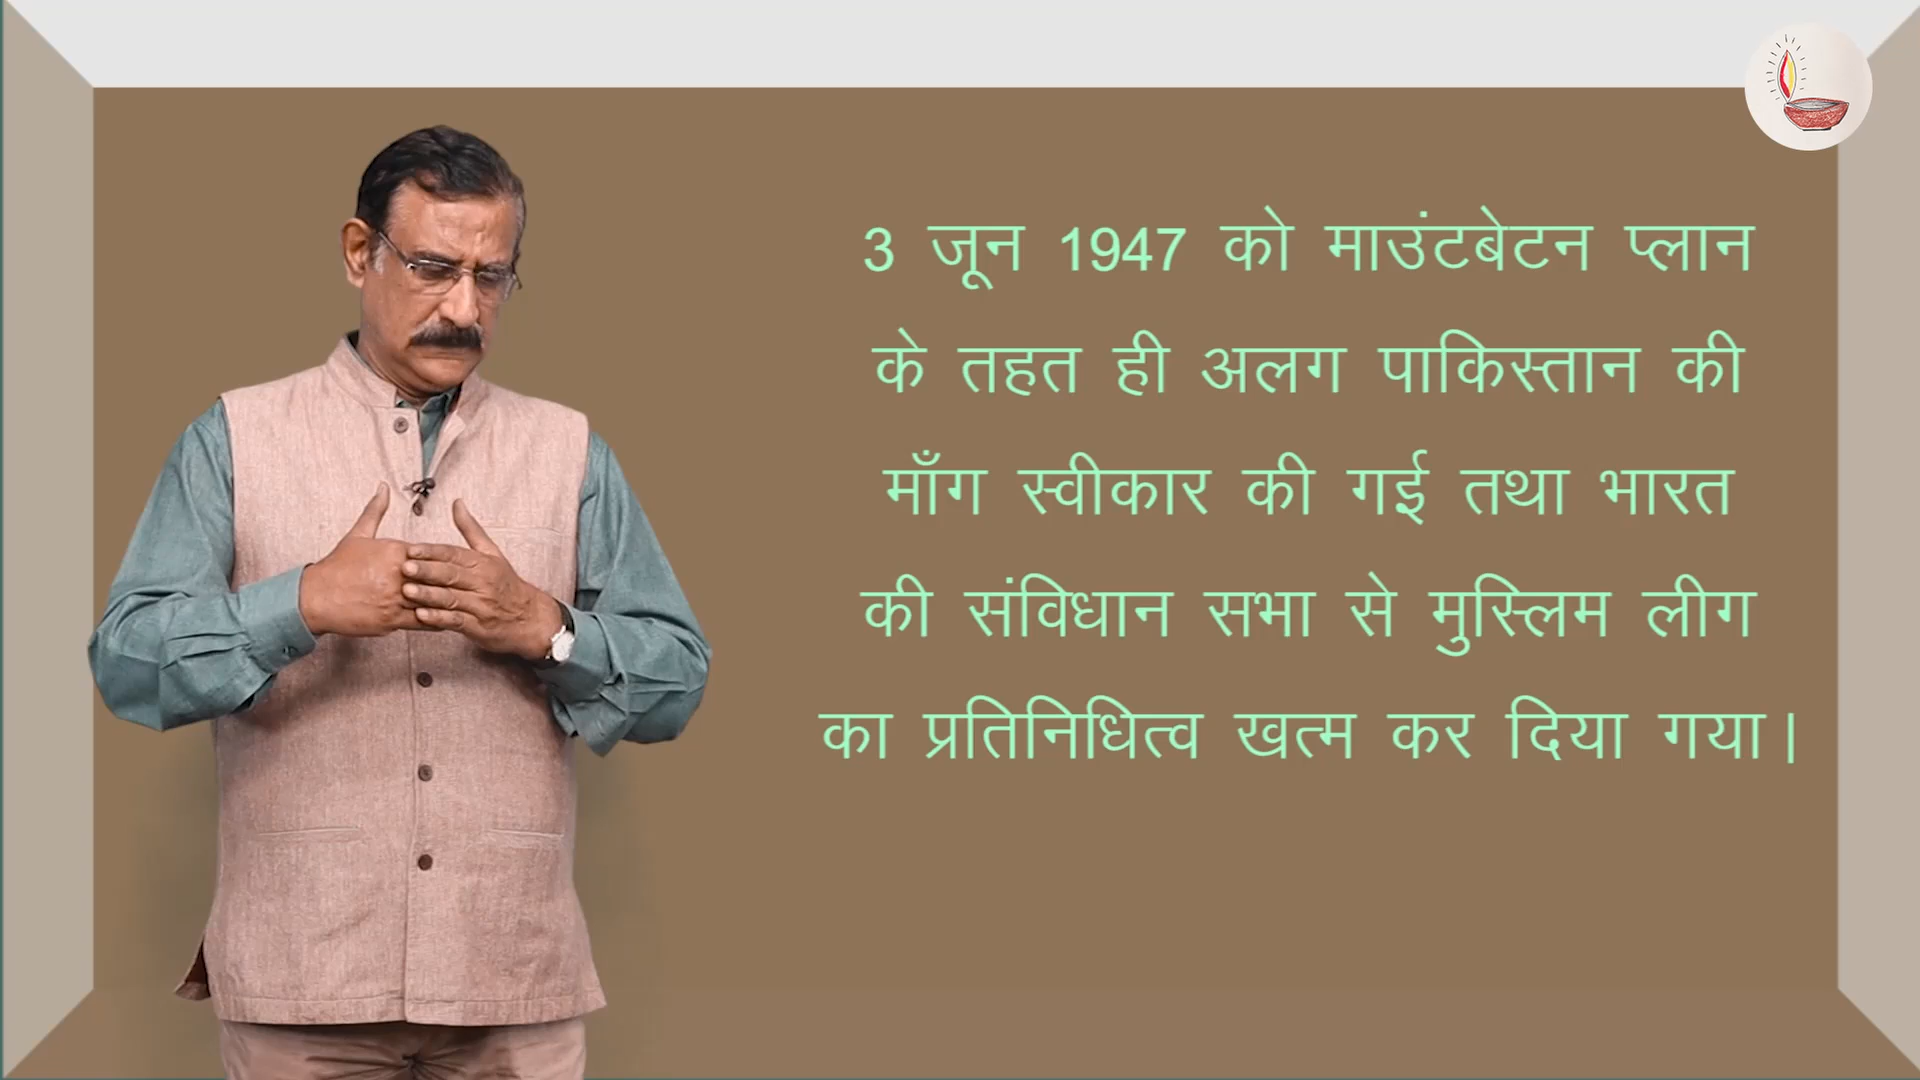 3 जून 1947 को माउंटबेटन प्लान
के तहत ही अलग पाकिस्तान की
माँग स्वीकार की गई तथा भारत
की संविधान सभा से मुस्लिम लीग
का प्रतिनिधित्व खत्म कर दिया गया।